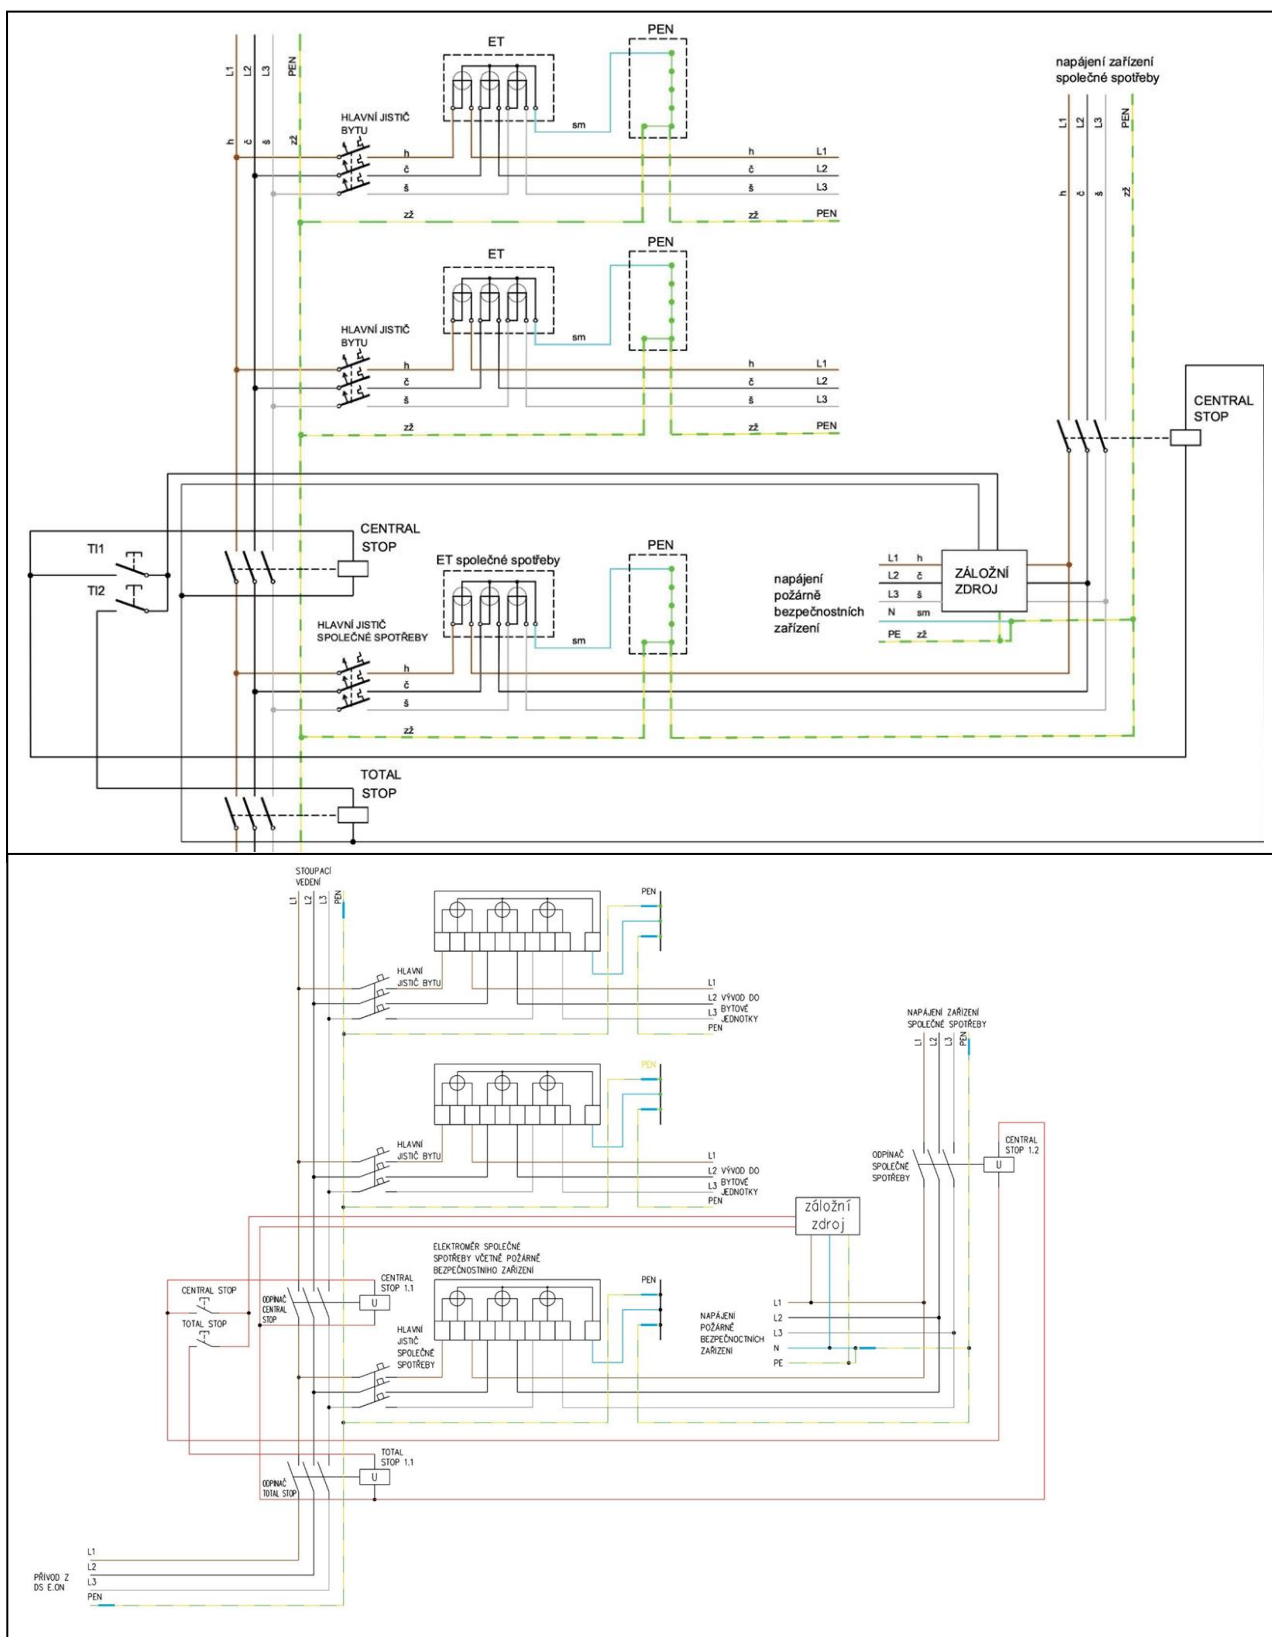 ET
PEN
napájení zařízení
společné spotřeby
L1
L2
L3
PEN
L1
L2
L3
PEN
HLAVNÍ JISTIČ
BYTU
sm
h
č
š
zž
h
č
š
h
č
š
L1
L2
L3
zž
zž
PEN
h
č
š
zž
ET
PEN
HLAVNÍ JISTIČ
BYTU
sm
h
č
š
h
č
š
L1
L2
L3
zž
zž
PEN
CENTRAL
STOP
CENTRAL
STOP
TI1
TI2
ET společné spotřeby
PEN
napájení
požárně
bezpečnostních
zařízení
L1 h
L2 č
L3 š
N sm
PE zž
ZÁLOŽNÍ
ZDROJ
HLAVNÍ JISTIČ
SPOLEČNÉ SPOTŘEBY
sm
h
č
š
zž
TOTAL
STOP
STOUPACÍ
VEDENÍ
L1
L2
L3
PEN
PEN
HLAVNÍ
JISTIČ BYTU
L1
L2 VÝVOD DO
BYTOVÉ
L3 JEDNOTKY
PEN
NAPÁJENÍ ZAŘÍZENÍ
SPOLEČNÉ SPOTŘEBY
L1
L2
L3
PEN
PEN
HLAVNÍ
JISTIČ BYTU
L1
L2 VÝVOD DO
BYTOVÉ
L3 JEDNOTKY
PEN
ODPÍNAČ
SPOLEČNÉ
SPOTŘEBY
CENTRAL
STOP 1.2
U
záložní
zdroj
ELEKTROMĚR SPOLEČNÉ
SPOTŘEBY VČETNĚ POŽÁRNĚ
BEZPEČNOSTNIHO ZAŘÍZENÍ
CENTRAL STOP
TOTAL STOP
ODPÍNAČ
CENTRAL
STOP
CENTRAL
STOP 1.1
U
PEN
HLAVNÍ
JISTIČ
SPOLEČNÉ
SPOTŘEBY
NAPÁJENÍ
POŽÁRNĚ
BEZPEČNOCTNÍCH
ZAŘÍZENÍ
L1
L2
L3
N
PE
TOTAL
STOP 1.1
U
ODPÍNAČ
TOTAL STOP
PŘÍVOD Z
DS E.ON
L1
L2
L3
PEN